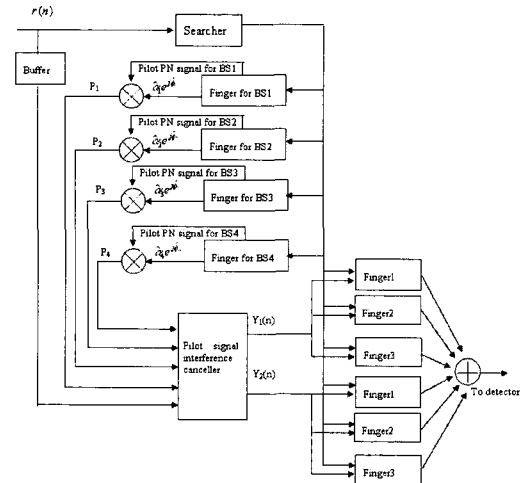 r(n)
Searcher
Buffer
Pilot PN signal for BS1
P1
Finger for BS1
Pilot PN signal for BS2
P2
Finger for BS2
Pilot PN signal for BS3
P3
Finger for BS3
Pilot PN signal for BS4
P4
Finger for BS4
Finger1
Y1(n)
Finger2
Pilot signal
interference
canceller
Finger3
Y2(n)
To detector
Finger1
Finger2
Finger3